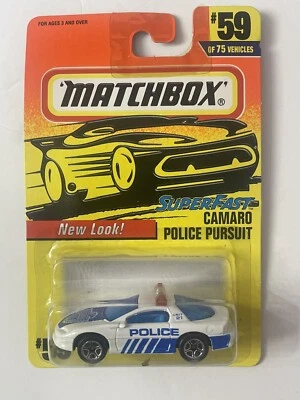 FOR AGES 3 AND OVER
#59
OF 75 VEHICLES
MATCHBOX®
SUPERFAST
CAMARO
POLICE PURSUIT
New Look!
POLICE